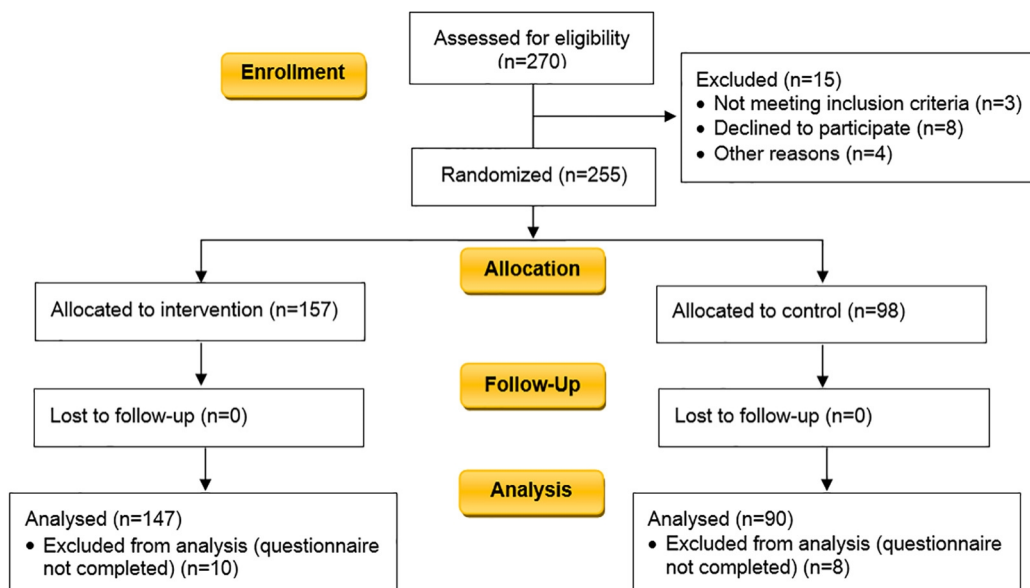 Assessed for eligibility
(n=270)
Enrollment
Excluded (n=15)
• Not meeting inclusion criteria (n=3)
• Declined to participate (n=8)
• Other reasons (n=4)
Randomized (n=255)
Allocation
Allocated to intervention (n=157)
Allocated to control (n=98)
Follow-Up
Lost to follow-up (n=0)
Lost to follow-up (n=0)
Analysis
Analysed (n=147)
• Excluded from analysis (questionnaire
not completed) (n=10)
Analysed (n=90)
• Excluded from analysis (questionnaire
not completed) (n=8)